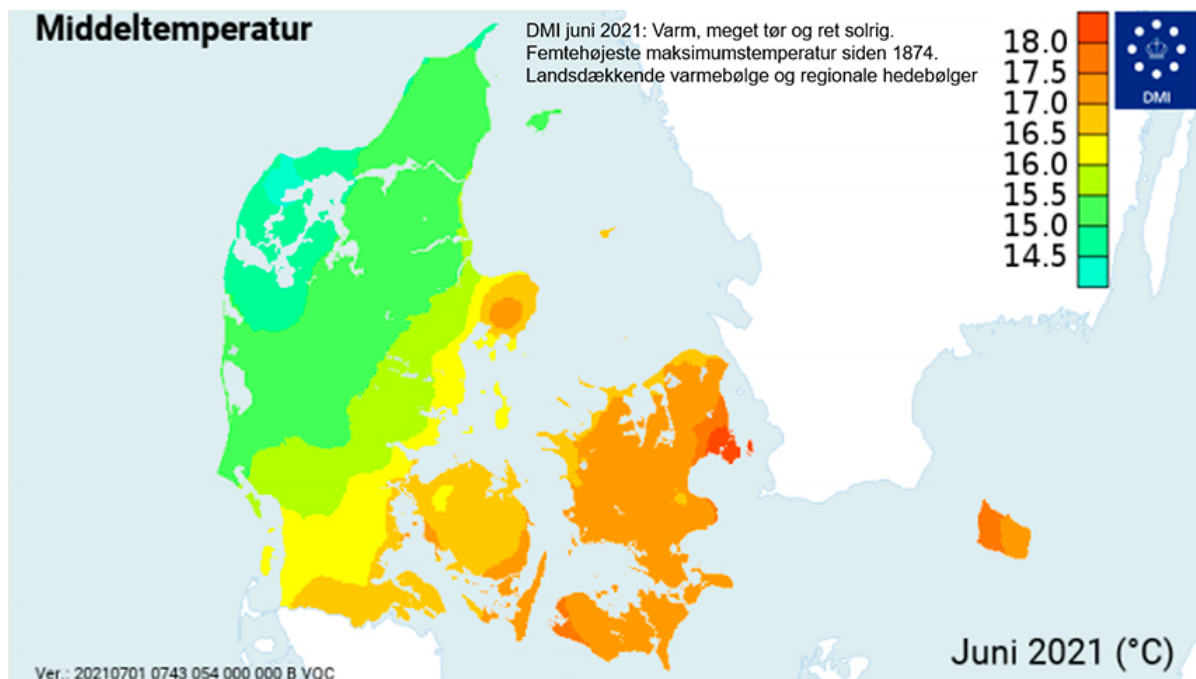 Middeltemperatur
DMI juni 2021: Varm, meget tør og ret solrig.
Femtehøjeste maksimumstemperatur siden 1874.
Landsdækkende varmebølge og regionale hedebølger
18.0
17.5
17.0
16.5
16.0
15.5
15.0
14.5
DMI
Juni 2021 (°C)
Ver.: 20210701 0743 054 000 000 B VQC